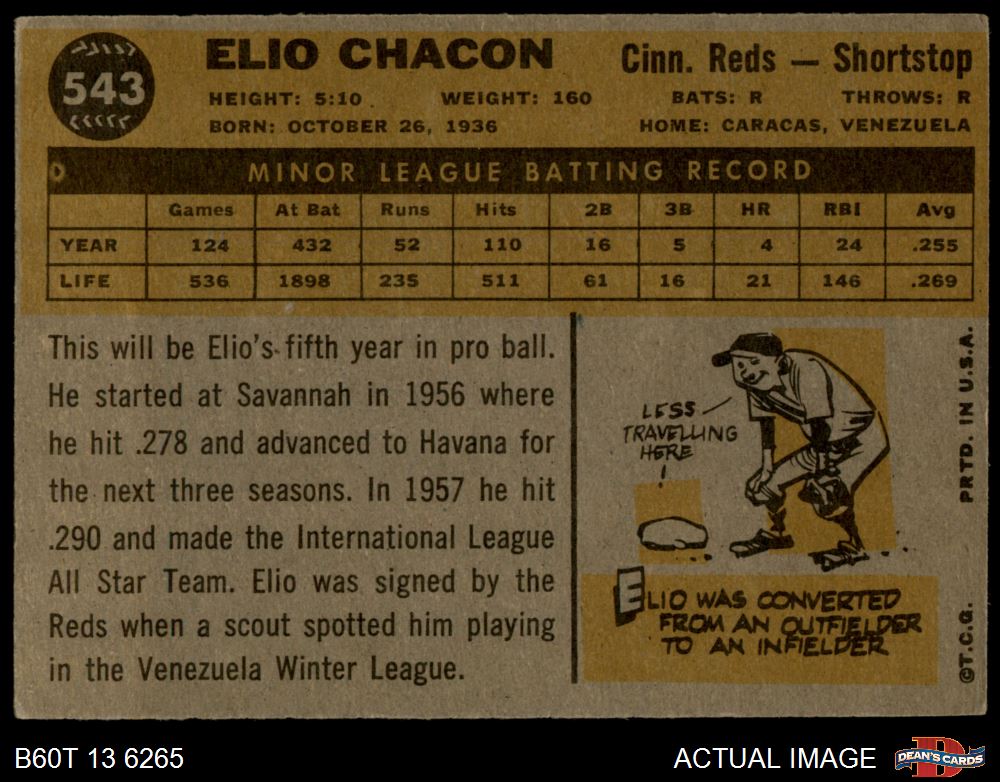 543
ELIO CHACON
Cinn. Reds — Shortstop
HEIGHT: 5:10 WEIGHT: 160 BATS: R THROWS: R
BORN: OCTOBER 26, 1936 HOME: CARACAS, VENEZUELA
MINOR LEAGUE BATTING RECORD
Games At Bat Runs Hits 2B 3B HR RBI Avg
YEAR 124 432 52 110 16 5 4 24 .255
LIFE 536 1898 235 511 61 16 21 146 .269
This will be Elio's fifth year in pro ball.
He started at Savannah in 1956 where
he hit .278 and advanced to Havana for
the next three seasons. In 1957 he hit
.290 and made the International League
All Star Team. Elio was signed by the
Reds when a scout spotted him playing
in the Venezuela Winter League.
LESS
TRAVELLING
HERE
ELIO WAS CONVERTED
FROM AN OUTFIELDER
TO AN INFIELDER
PRTD. IN U.S.A.
©T.C.G.
B60T 13 6265
ACTUAL IMAGE
D
DEAN'S CARDS